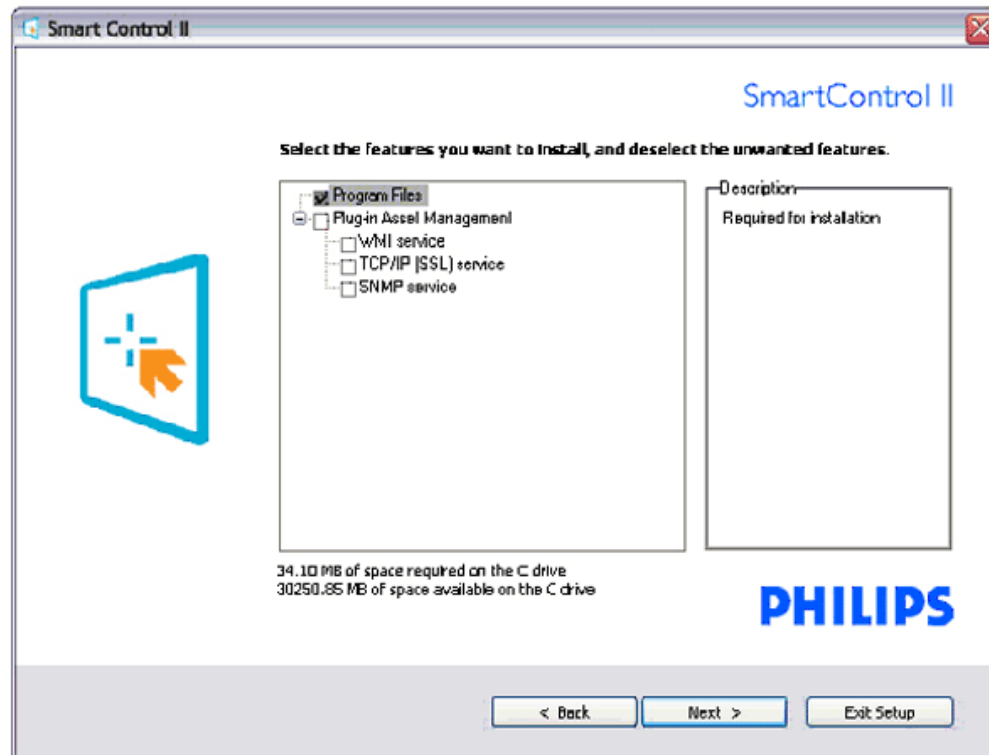 Smart Control II
SmartControl II
Select the features you want to install, and deselect the unwanted features.
Program Files
Plug-in Asset Management
WMI service
TCP/IP (SSL) service
SNMP service
Description
Required for installation
34.10 MB of space required on the C drive
30250.85 MB of space available on the C drive
PHILIPS
< Back
Next >
Exit Setup